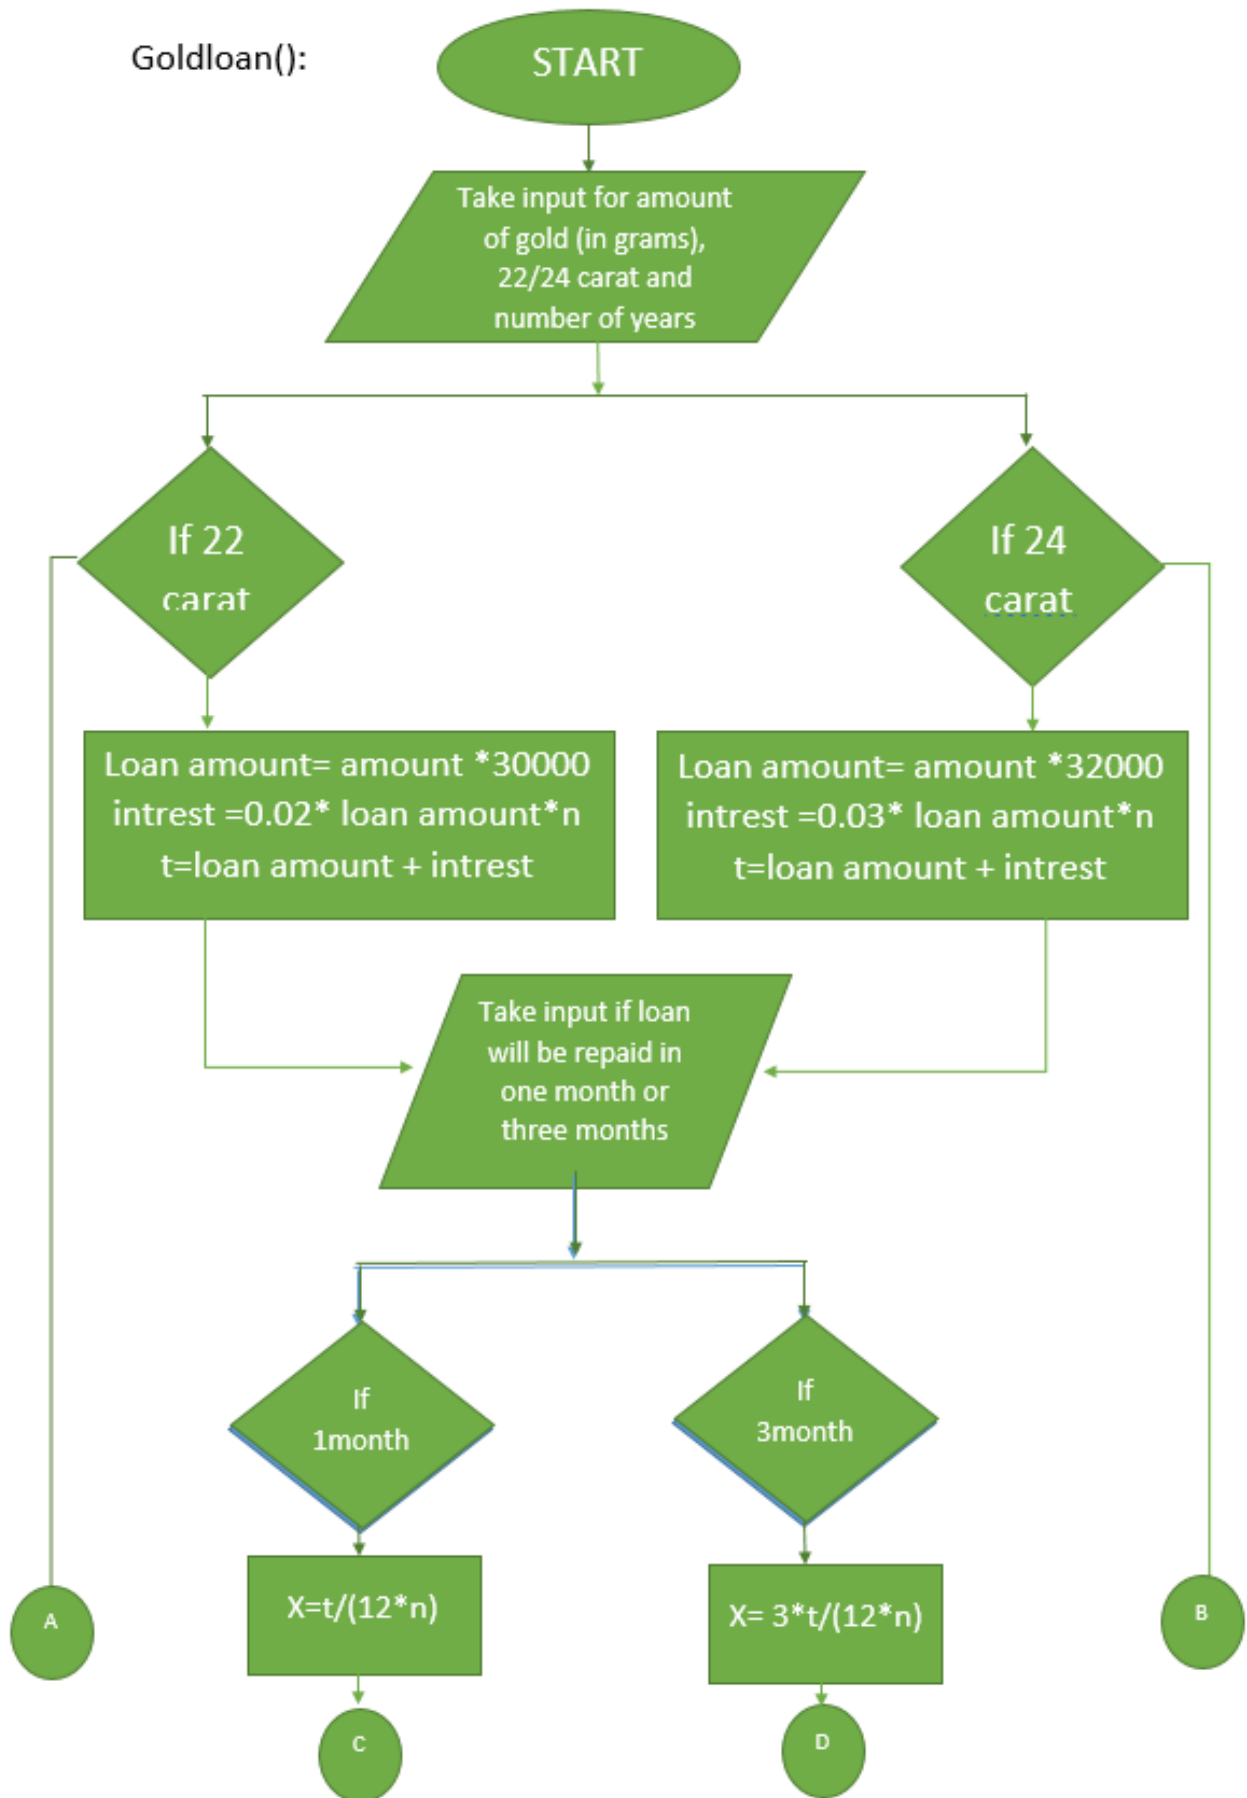 Goldloan():
START
Take input for amount
of gold (in grams),
22/24 carat and
number of years
If 22
carat
If 24
carat
Loan amount= amount *30000
intrest =0.02* loan amount*n
t=loan amount + intrest
Loan amount= amount *32000
intrest =0.03* loan amount*n
t=loan amount + intrest
Take input if loan
will be repaid in
one month or
three months
If
1month
If
3month
X=t/(12*n)
X= 3*t/(12*n)
A
B
C
D